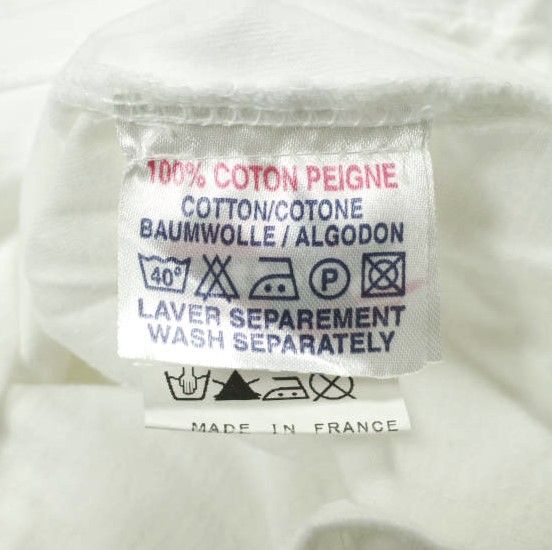 100% COTON PEIGNE
COTTON/COTONE
BAUMWOLLE / ALGODON
40° P
LAVER SEPAREMENT
WASH SEPARATELY
MADE IN FRANCE